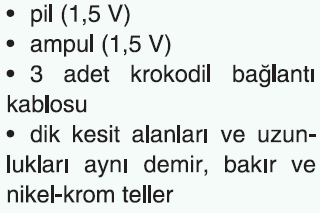 • pil (1,5 V)
• ampul (1,5 V)
• 3 adet krokodil bağlantı
kablosu
• dik kesit alanları ve uzun-
lukları aynı demir, bakır ve
nikel-krom teller